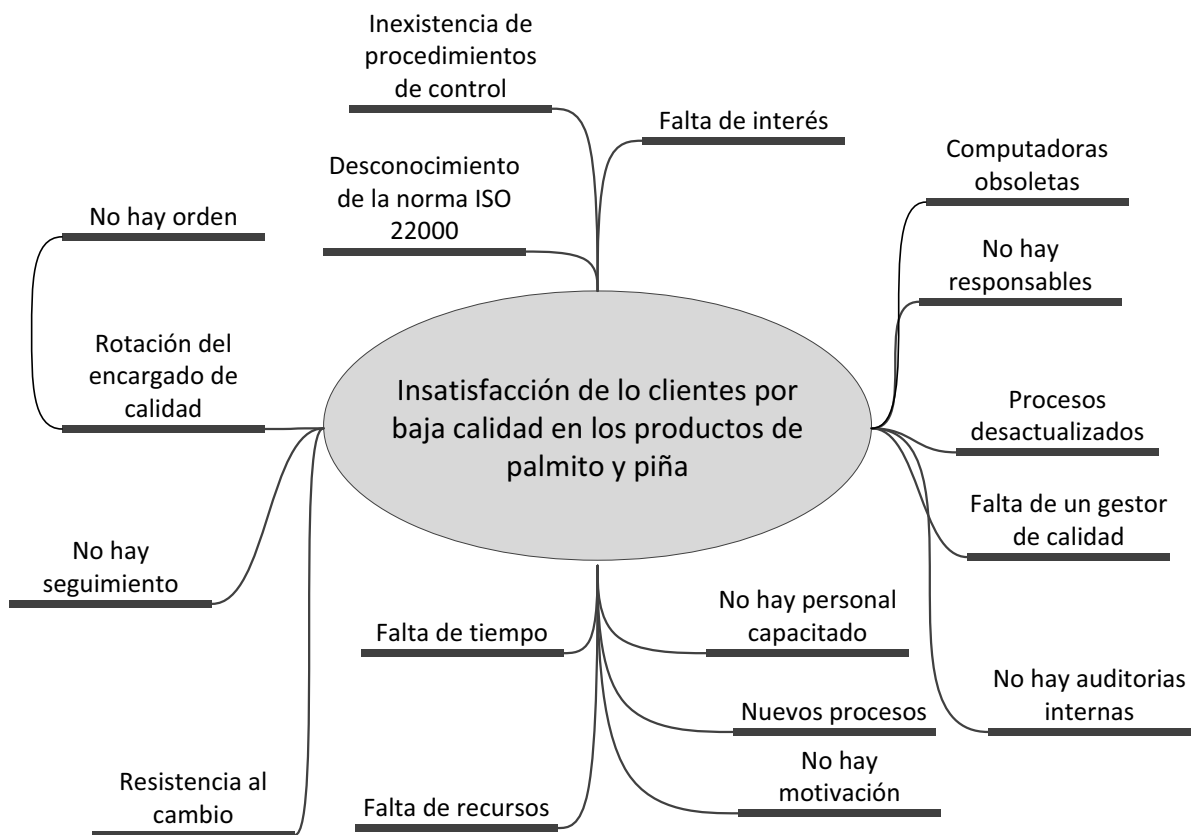 Inexistencia de
procedimientos
de control
Falta de interés
Computadoras
obsoletas
Desconocimiento
de la norma ISO
22000
No hay orden
No hay
responsables
Rotación del
encargado de
calidad
Insatisfacción de lo clientes por
baja calidad en los productos de
palmito y piña
Procesos
desactualizados
Falta de un gestor
de calidad
No hay
seguimiento
Falta de tiempo
No hay personal
capacitado
No hay auditorias
internas
Nuevos procesos
Resistencia al
cambio
Falta de recursos
No hay
motivación